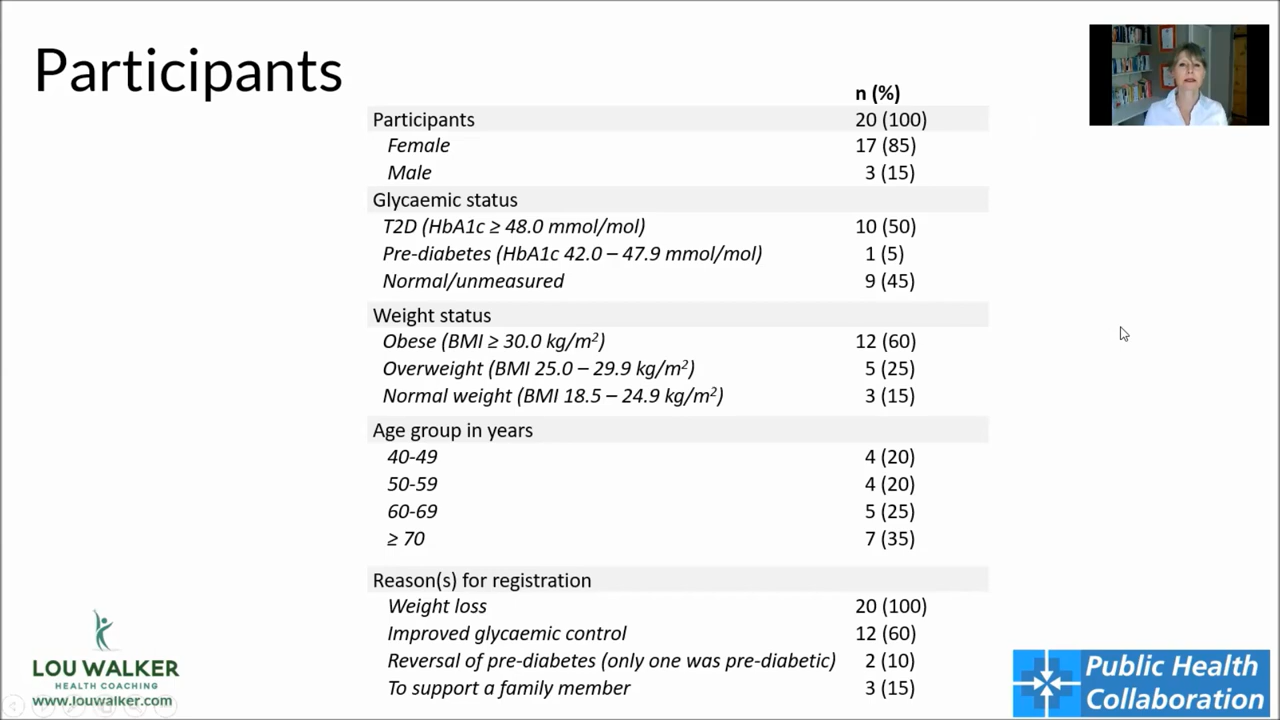 Participants
n (%)
Participants 20 (100)
Female 17 (85)
Male 3 (15)
Glycaemic status
T2D (HbA1c ≥ 48.0 mmol/mol) 10 (50)
Pre-diabetes (HbA1c 42.0 – 47.9 mmol/mol) 1 (5)
Normal/unmeasured 9 (45)
Weight status
Obese (BMI ≥ 30.0 kg/m²) 12 (60)
Overweight (BMI 25.0 – 29.9 kg/m²) 5 (25)
Normal weight (BMI 18.5 – 24.9 kg/m²) 3 (15)
Age group in years
40-49 4 (20)
50-59 4 (20)
60-69 5 (25)
≥ 70 7 (35)
Reason(s) for registration
Weight loss 20 (100)
Improved glycaemic control 12 (60)
Reversal of pre-diabetes (only one was pre-diabetic) 2 (10)
To support a family member 3 (15)
LOU WALKER
HEALTH COACHING
www.louwalker.com
Public Health
Collaboration